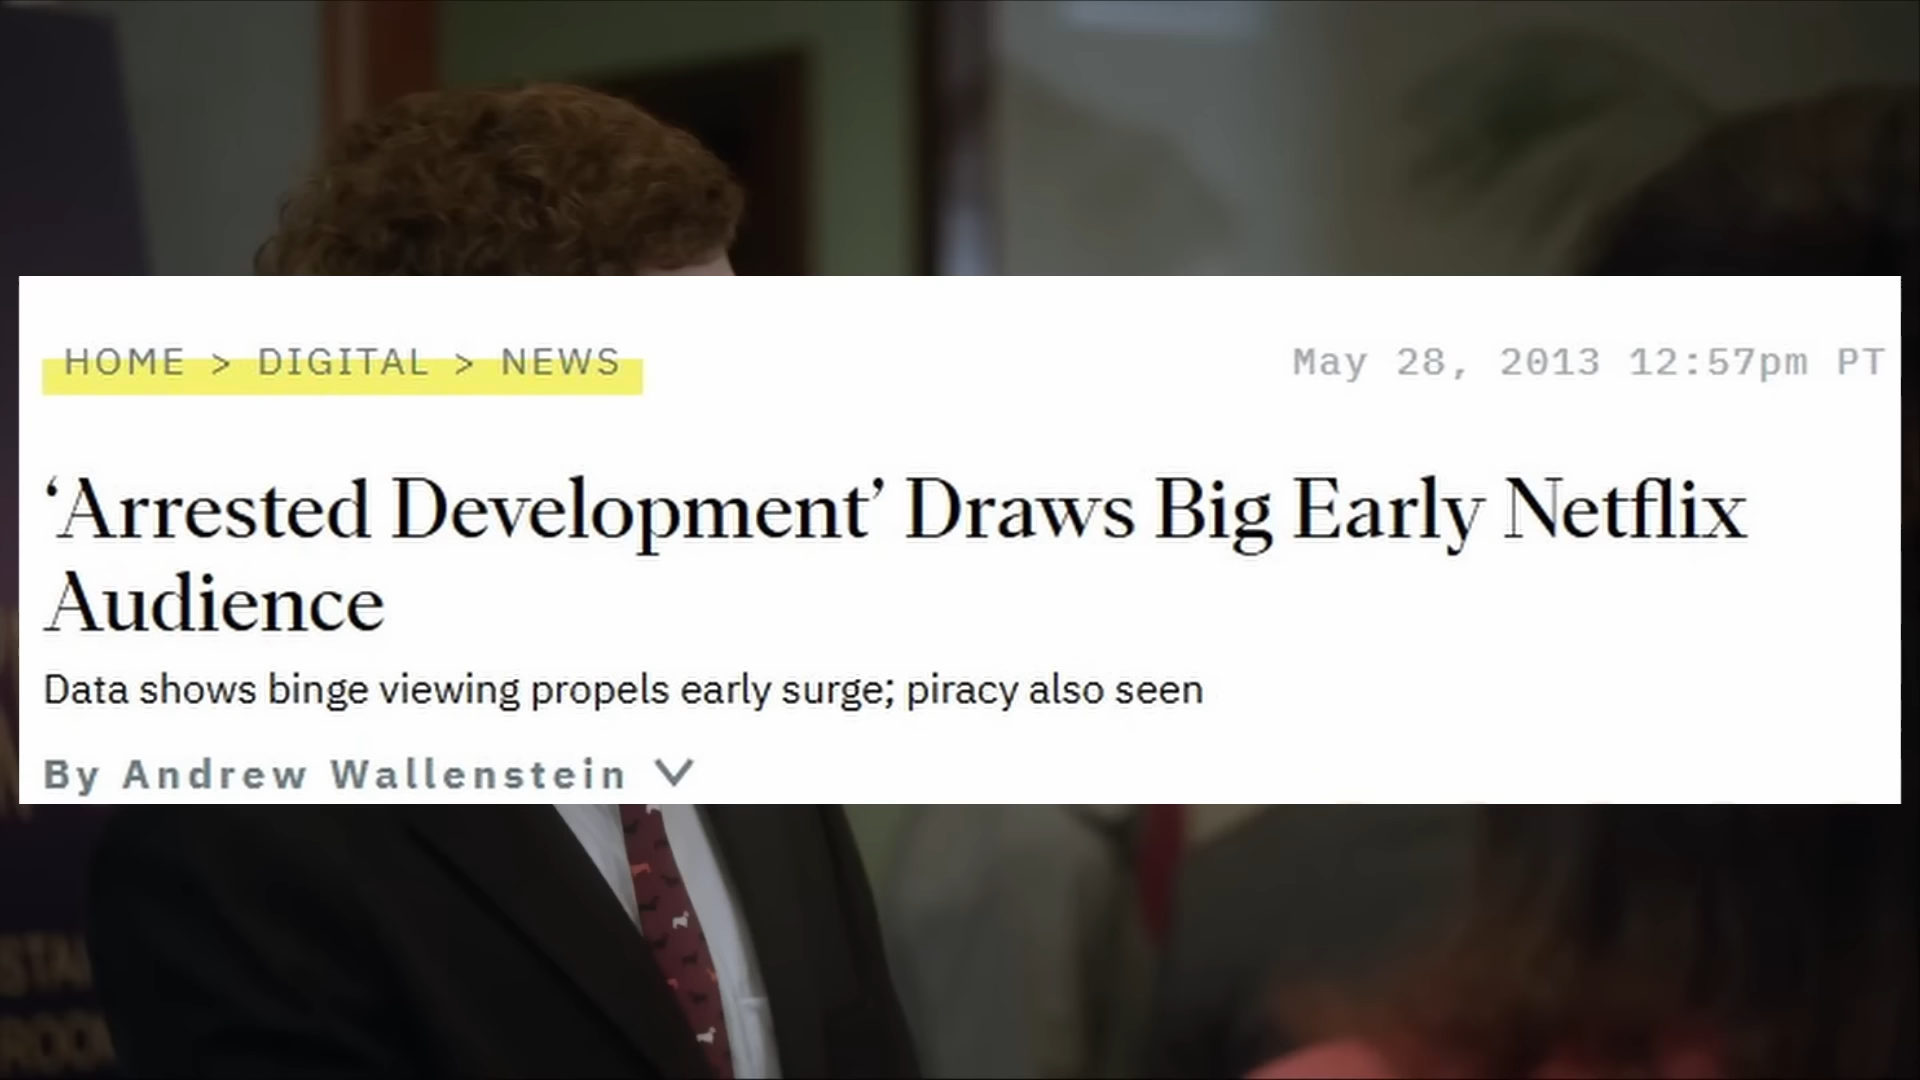 HOME > DIGITAL > NEWS
May 28, 2013 12:57pm PT
‘Arrested Development’ Draws Big Early Netflix
Audience
Data shows binge viewing propels early surge; piracy also seen
By Andrew Wallenstein